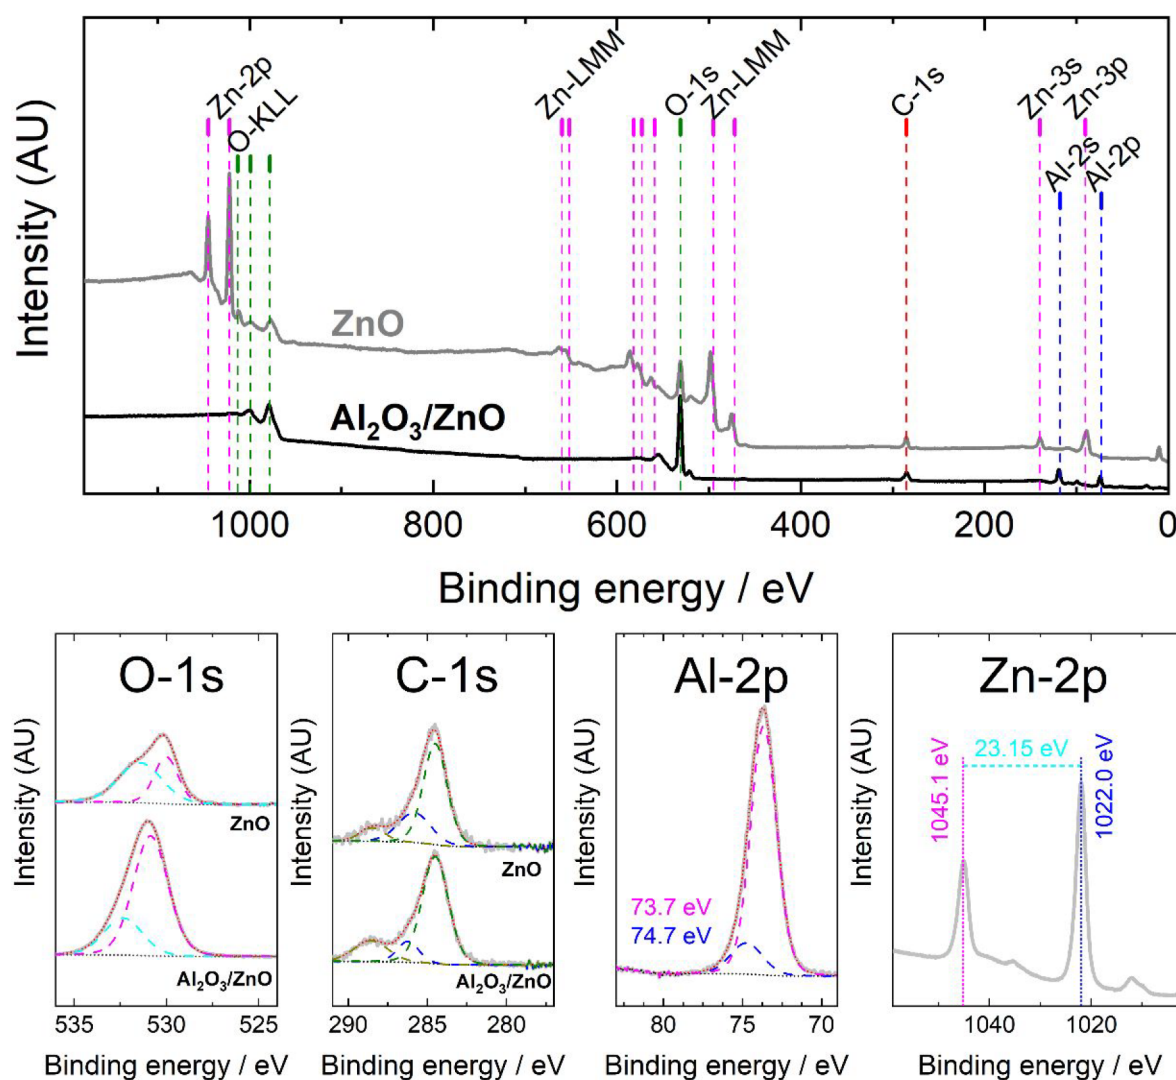 Intensity (AU)
Zn-2p
O-KLL
Zn-LMM
O-1s
Zn-LMM
C-1s
Zn-3s
Zn-3p
Al-2s
Al-2p
ZnO
Al₂O₃/ZnO
1000
800
600
400
200
0
Binding energy / eV
O-1s
Intensity (AU)
ZnO
Al₂O₃/ZnO
535
530
525
Binding energy / eV
C-1s
Intensity (AU)
ZnO
Al₂O₃/ZnO
290
285
280
Binding energy / eV
Al-2p
Intensity (AU)
73.7 eV
74.7 eV
80
75
70
Binding energy / eV
Zn-2p
Intensity (AU)
1045.1 eV
23.15 eV
1022.0 eV
1040
1020
Binding energy / eV